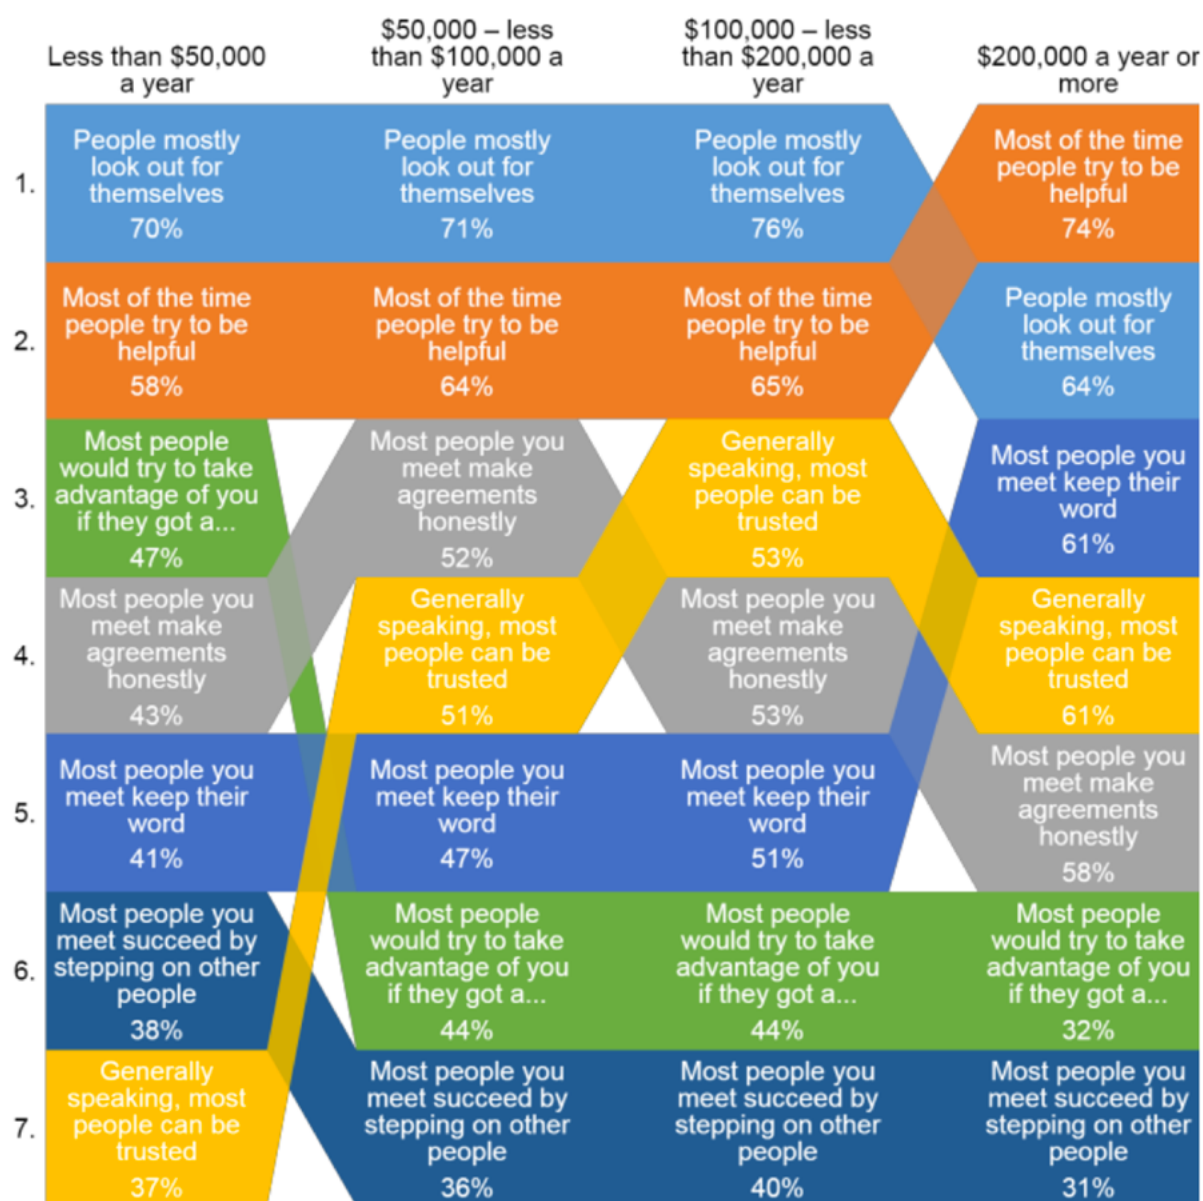 Less than $50,000
a year
$50,000 – less
than $100,000 a
year
$100,000 – less
than $200,000 a
year
$200,000 a year or
more
1.
People mostly
look out for
themselves
70%
People mostly
look out for
themselves
71%
People mostly
look out for
themselves
76%
Most of the time
people try to be
helpful
74%
2.
Most of the time
people try to be
helpful
58%
Most of the time
people try to be
helpful
64%
Most of the time
people try to be
helpful
65%
People mostly
look out for
themselves
64%
3.
Most people
would try to take
advantage of you
if they got a...
47%
Most people you
meet make
agreements
honestly
52%
Generally
speaking, most
people can be
trusted
53%
Most people you
meet keep their
word
61%
4.
Most people you
meet make
agreements
honestly
43%
Generally
speaking, most
people can be
trusted
51%
Most people you
meet make
agreements
honestly
53%
Generally
speaking, most
people can be
trusted
61%
5.
Most people you
meet keep their
word
41%
Most people you
meet keep their
word
47%
Most people you
meet keep their
word
51%
Most people you
meet make
agreements
honestly
58%
6.
Most people you
meet succeed by
stepping on other
people
38%
Most people
would try to take
advantage of you
if they got a...
44%
Most people
would try to take
advantage of you
if they got a...
44%
Most people
would try to take
advantage of you
if they got a...
32%
7.
Generally
speaking, most
people can be
trusted
37%
Most people you
meet succeed by
stepping on other
people
36%
Most people you
meet succeed by
stepping on other
people
40%
Most people you
meet succeed by
stepping on other
people
31%